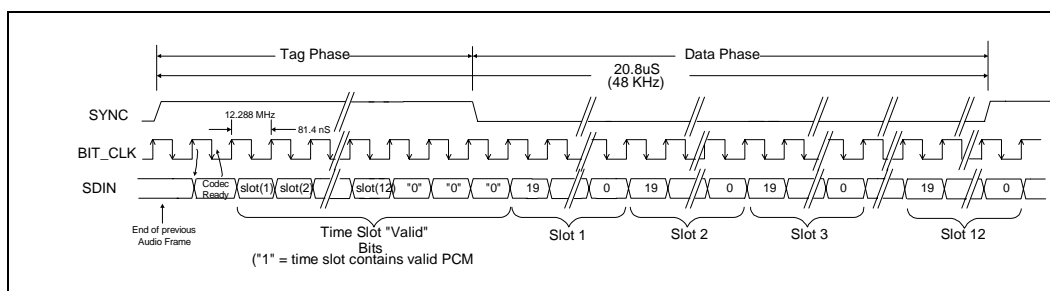 Tag Phase
Data Phase
20.8uS
(48 KHz)
SYNC
12.288 MHz
81.4 nS
BIT_CLK
SDIN
Codec
Ready
slot(1)
slot(2)
slot(12)
"0"
"0"
"0"
19
0
19
0
19
0
19
0
End of previous
Audio Frame
Time Slot "Valid"
Bits
("1" = time slot contains valid PCM
Slot 1
Slot 2
Slot 3
Slot 12